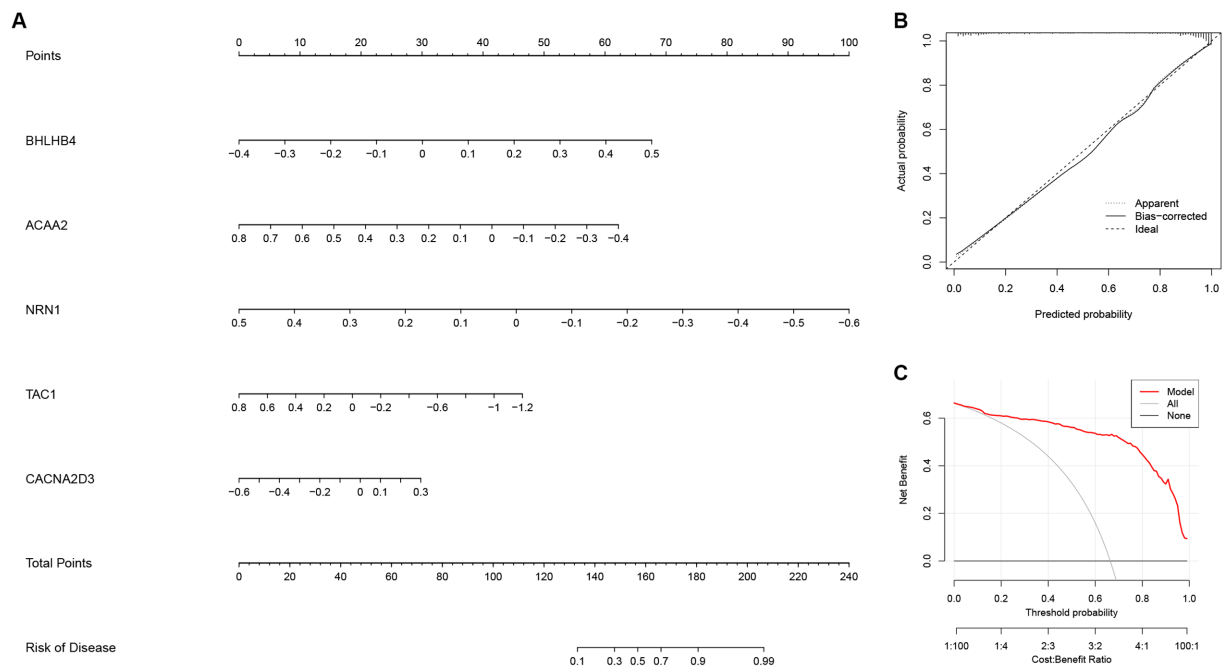 A
Points
0 10 20 30 40 50 60 70 80 90 100
BHLHB4
−0.4 −0.3 −0.2 −0.1 0 0.1 0.2 0.3 0.4 0.5
ACAA2
0.8 0.7 0.6 0.5 0.4 0.3 0.2 0.1 0 −0.1 −0.2 −0.3 −0.4
NRN1
0.5 0.4 0.3 0.2 0.1 0 −0.1 −0.2 −0.3 −0.4 −0.5 −0.6
TAC1
0.8 0.6 0.4 0.2 0 −0.2 −0.6 −1 −1.2
CACNA2D3
−0.6 −0.4 −0.2 0 0.1 0.3
Total Points
0 20 40 60 80 100 120 140 160 180 200 220 240
Risk of Disease
0.1 0.3 0.5 0.7 0.9 0.99
B
Actual probability
1.0
0.8
0.6
0.4
0.2
0.0
Apparent
Bias−corrected
Ideal
0.0 0.2 0.4 0.6 0.8 1.0
Predicted probability
C
Net Benefit
0.6
0.4
0.2
0.0
Model
All
None
0.0 0.2 0.4 0.6 0.8 1.0
Threshold probability
1:100 1:4 2:3 3:2 4:1 100:1
Cost:Benefit Ratio